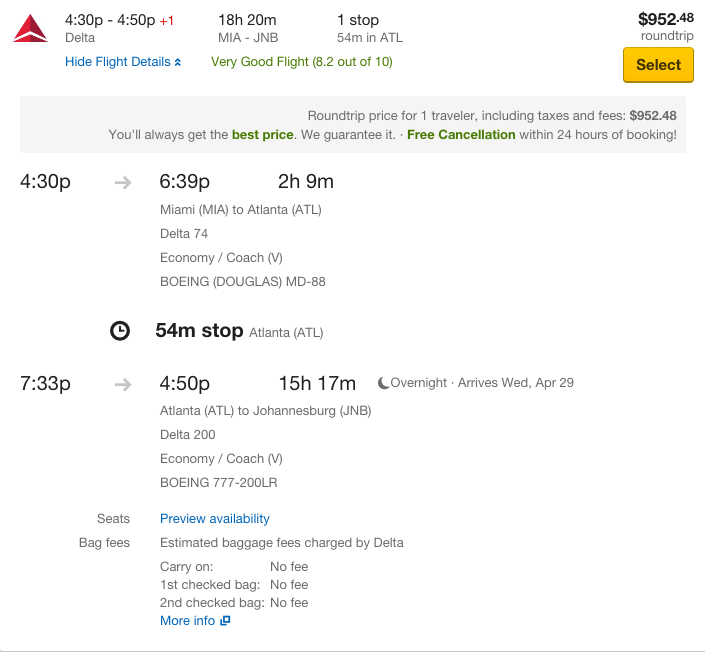 4:30p - 4:50p +1 18h 20m 1 stop $952.48
Delta MIA - JNB 54m in ATL roundtrip
Hide Flight Details Very Good Flight (8.2 out of 10) Select
Roundtrip price for 1 traveler, including taxes and fees: $952.48
You'll always get the best price. We guarantee it. · Free Cancellation within 24 hours of booking!
4:30p → 6:39p 2h 9m
Miami (MIA) to Atlanta (ATL)
Delta 74
Economy / Coach (V)
BOEING (DOUGLAS) MD-88
54m stop Atlanta (ATL)
7:33p → 4:50p 15h 17m Overnight · Arrives Wed, Apr 29
Atlanta (ATL) to Johannesburg (JNB)
Delta 200
Economy / Coach (V)
BOEING 777-200LR
Seats Preview availability
Bag fees Estimated baggage fees charged by Delta
Carry on: No fee
1st checked bag: No fee
2nd checked bag: No fee
More info